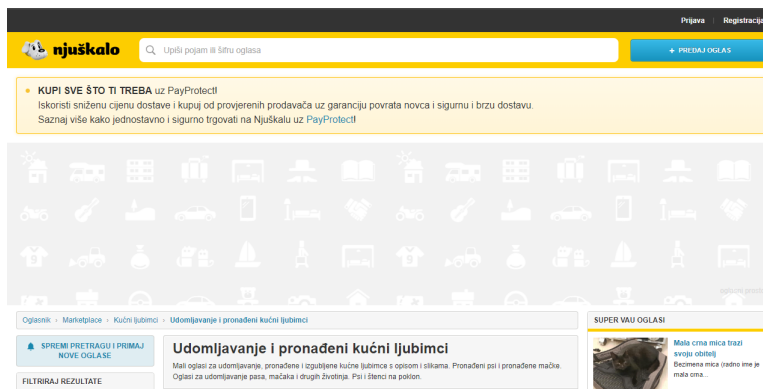 Prijava Registracija
njuškalo
Upiši pojam ili šifru oglasa
+ PREDAJ OGLAS
KUPI SVE ŠTO TI TREBA uz PayProtect!
Iskoristi sniženu cijenu dostave i kupuj od provjerenih prodavača uz garanciju povrata novca i sigurnu i brzu dostavu.
Saznaj više kako jednostavno i sigurno trgovati na Njuškalu uz PayProtect!
Oglasnik › Marketplace › Kućni ljubimci › Udomljavanje i pronađeni kućni ljubimci
SPREMI PRETRAGU I PRIMAJ
NOVE OGLASE
FILTRIRAJ REZULTATE
Udomljavanje i pronađeni kućni ljubimci
Mali oglasi za udomljavanje, pronađene i izgubljene kućne ljubimce s opisom i slikama. Pronađeni psi i pronađene mačke.
Oglasi za udomljavanje pasa, mačaka i drugih životinja. Psi i štenci na poklon.
SUPER VAU OGLASI
Mala crna mica trazi
svoju obitelj
Bezimena mica (radno ime je
mala crna...